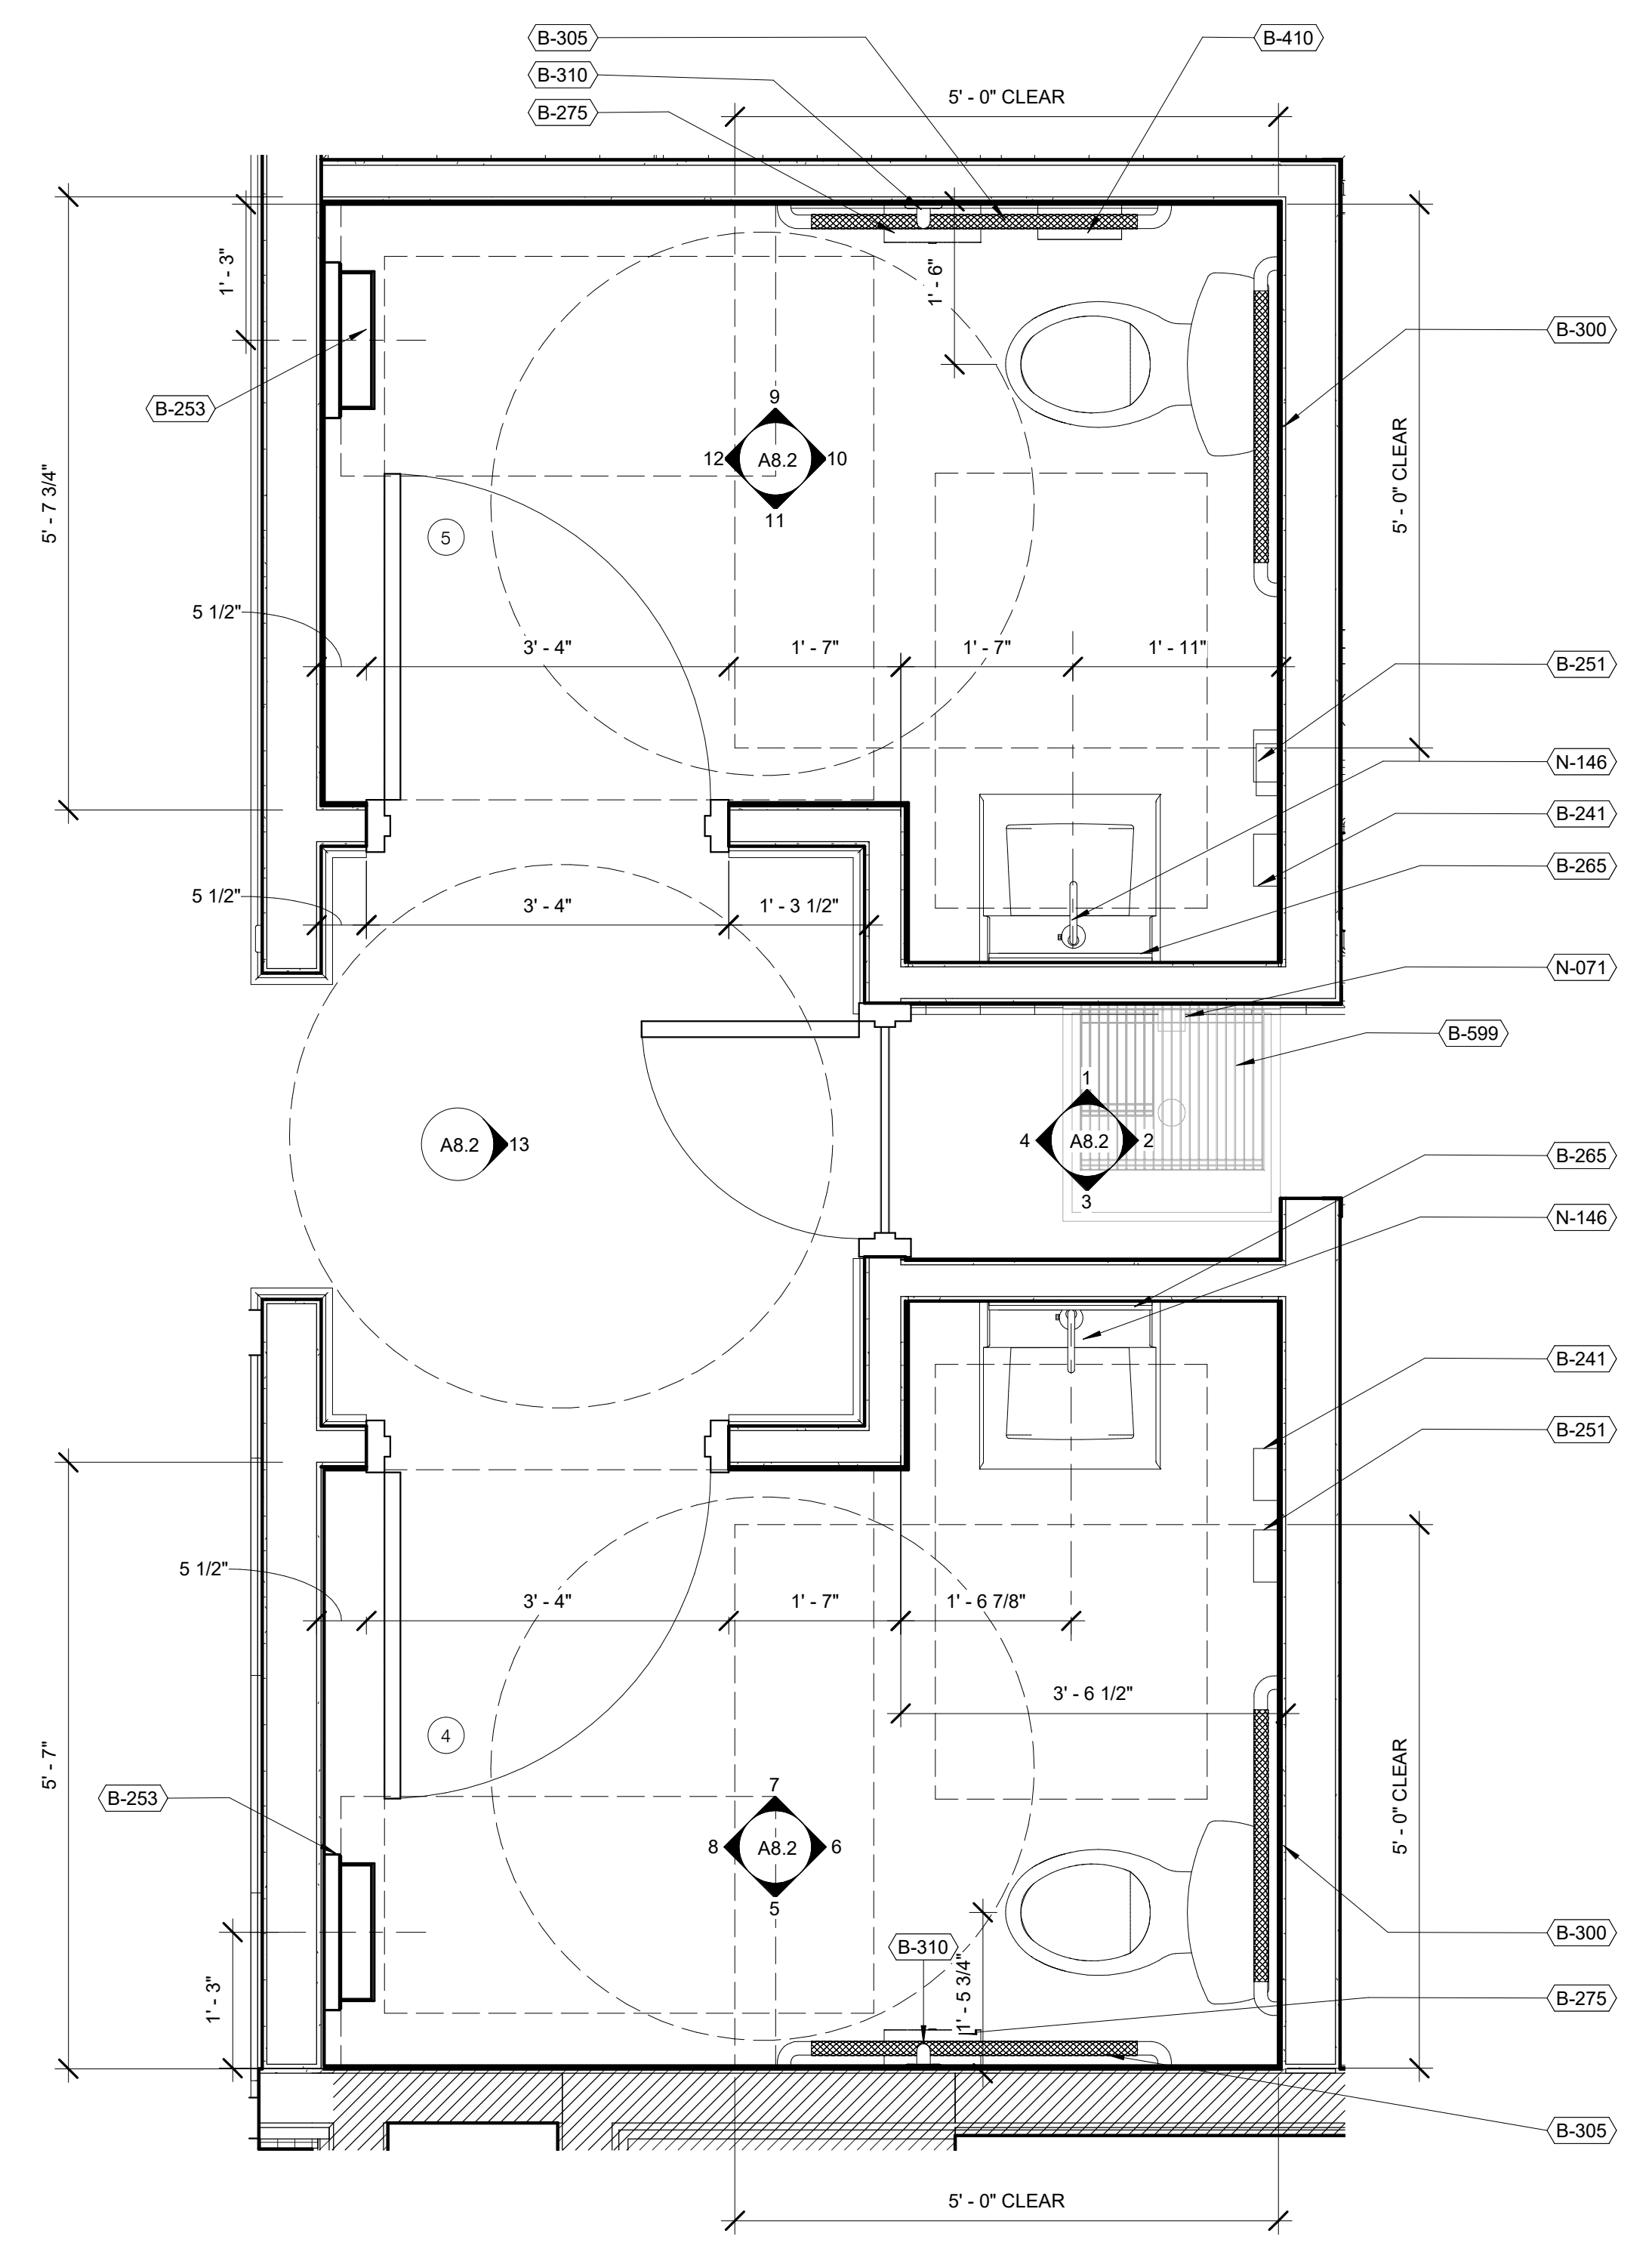 B-305
B-410
B-310
5' - 0" CLEAR
B-275
1' - 3"
1' - 6"
B-300
B-253
9
12 A8.2 10
11
5' - 7 3/4"
5' - 0" CLEAR
5
5 1/2"
3' - 4"
1' - 7"
1' - 7"
1' - 11"
B-251
N-146
B-241
B-265
5 1/2"
3' - 4"
1' - 3 1/2"
N-071
B-599
1
A8.2 13
4 A8.2 2
3
B-265
N-146
B-241
B-251
5 1/2"
3' - 4"
1' - 7"
1' - 6 7/8"
3' - 6 1/2"
4
5' - 7"
5' - 0" CLEAR
B-253
7
8 A8.2 6
5
B-300
B-310
1' - 5 3/4"
1' - 3"
B-275
B-305
5' - 0" CLEAR